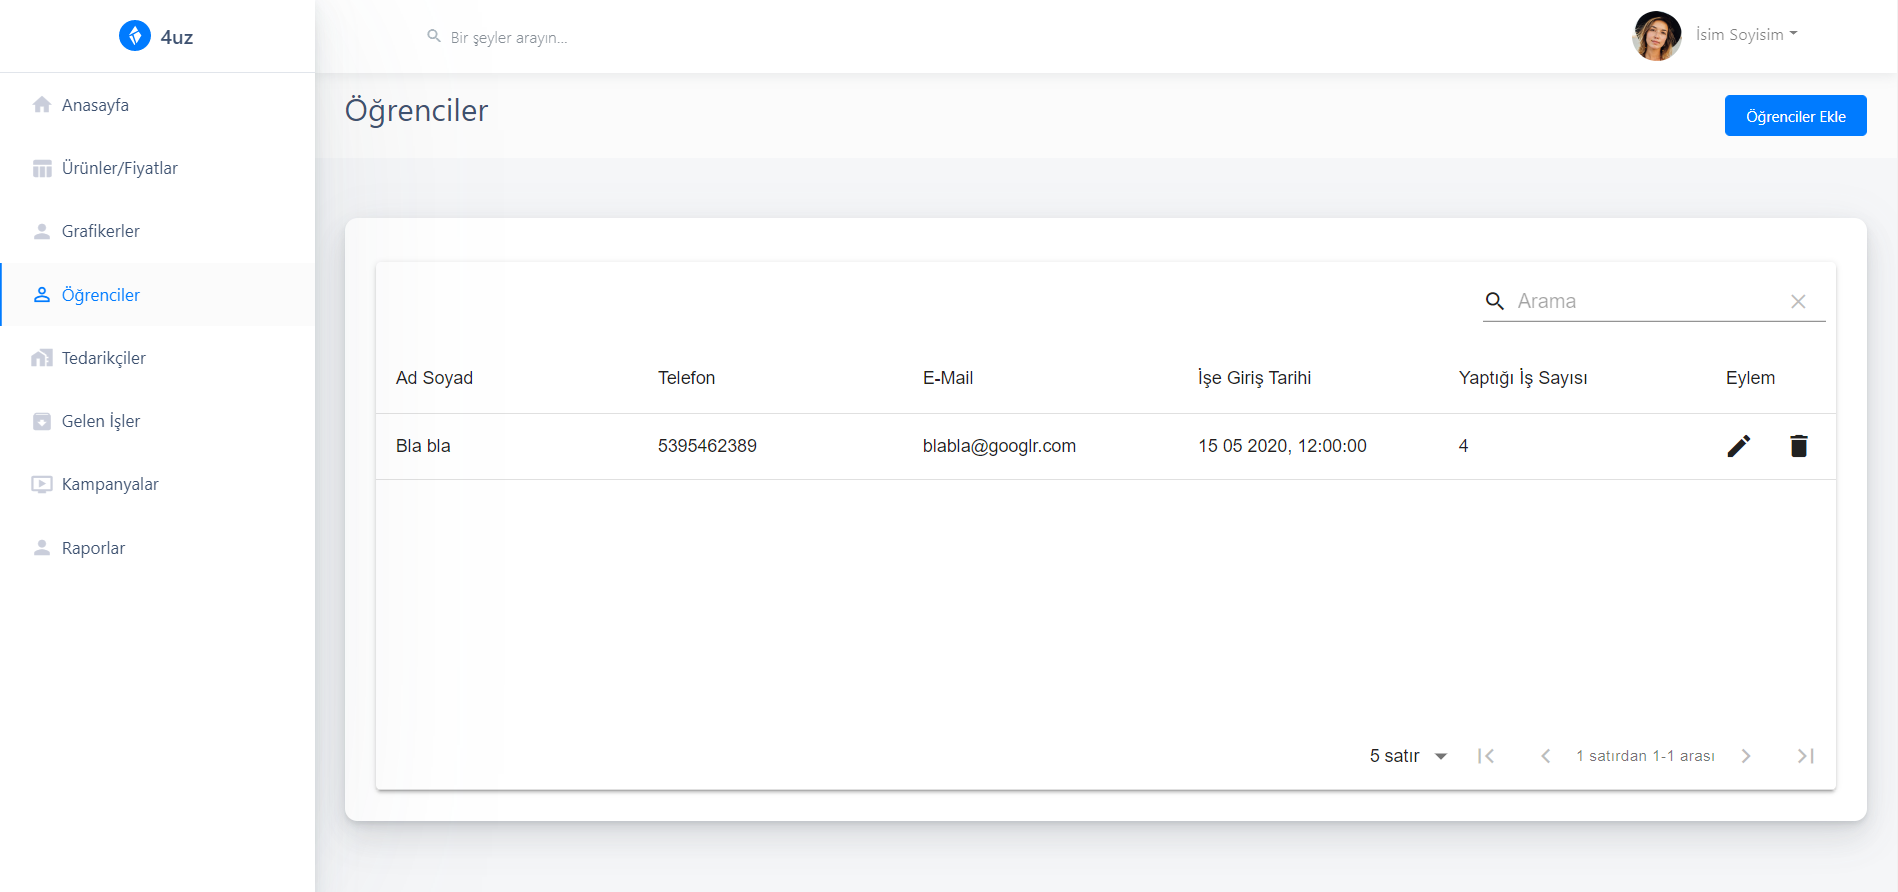 4uz
Bir şeyler arayın...
İsim Soyisim
Anasayfa
Ürünler/Fiyatlar
Grafikerler
Öğrenciler
Tedarikçiler
Gelen İşler
Kampanyalar
Raporlar
Öğrenciler
Öğrenciler Ekle
Arama
Ad Soyad Telefon E-Mail İşe Giriş Tarihi Yaptığı İş Sayısı Eylem
Bla bla 5395462389 blabla@googlr.com 15 05 2020, 12:00:00 4
5 satır 1 satırdan 1-1 arası